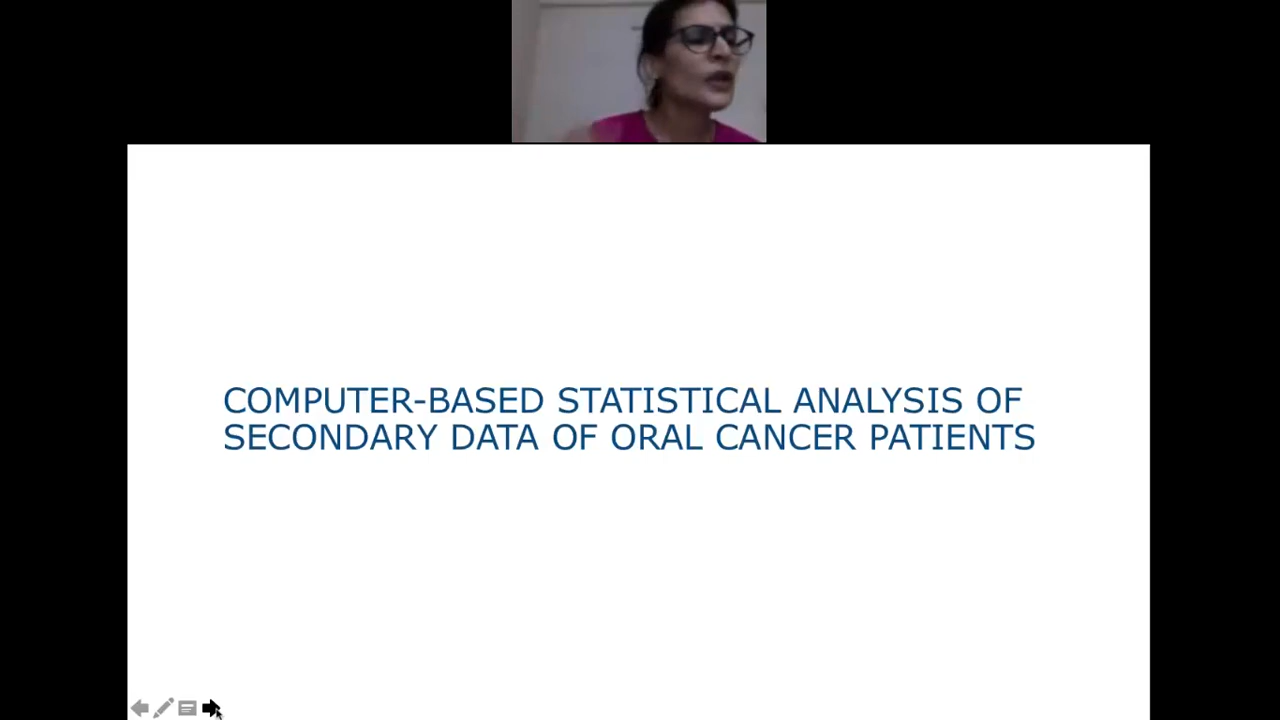 COMPUTER-BASED STATISTICAL ANALYSIS OF
SECONDARY DATA OF ORAL CANCER PATIENTS